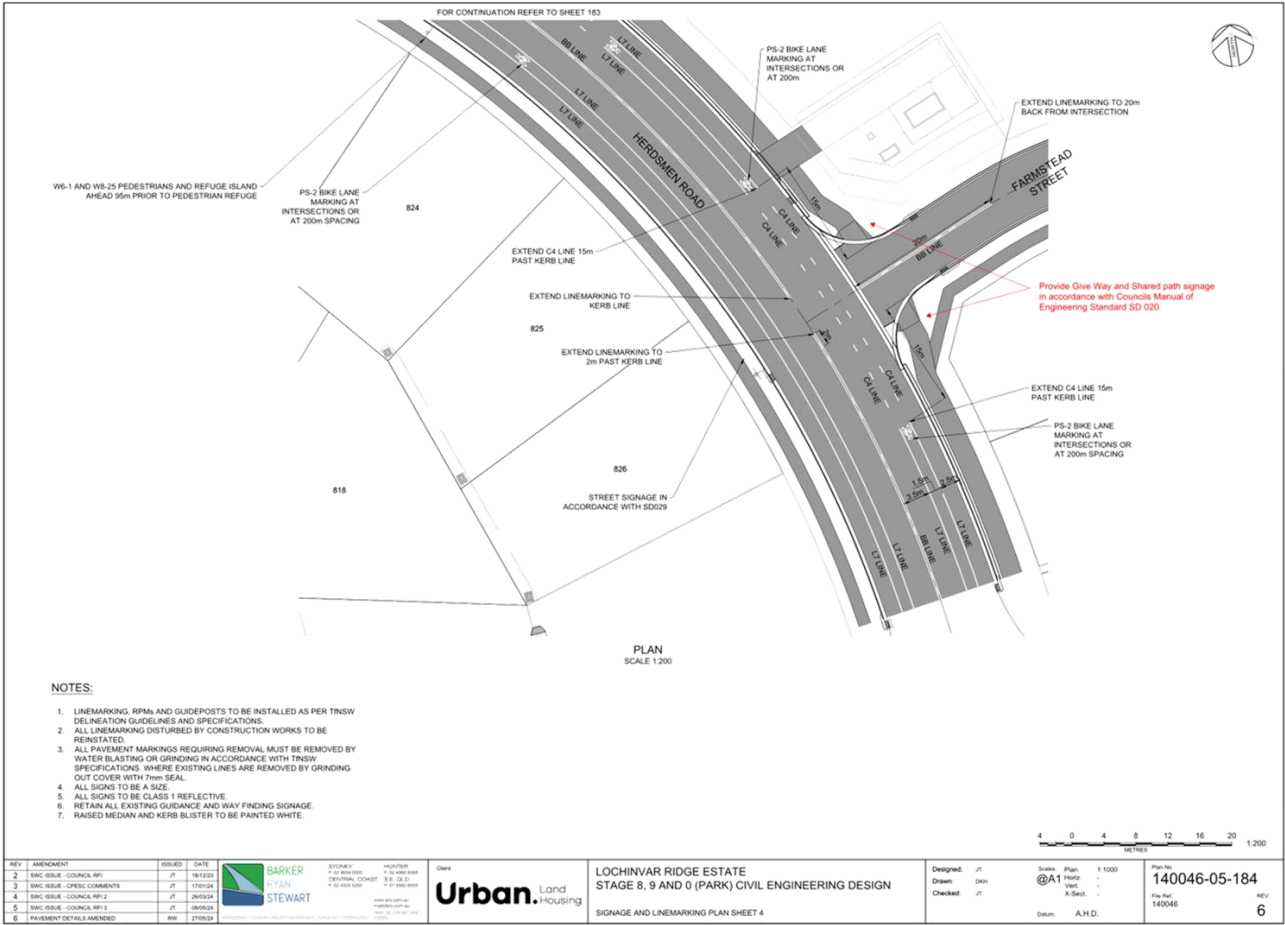 FOR CONTINUATION REFER TO SHEET 183
L7 LINE
BB LINE
L7 LINE
L7 LINE
L7 LINE
HERDSMEN ROAD
PS-2 BIKE LANE
MARKING AT
INTERSECTIONS OR
AT 200m
EXTEND LINEMARKING TO 20m
BACK FROM INTERSECTION
FARMSTEAD
STREET
W6-1 AND W8-25 PEDESTRIANS AND REFUGE ISLAND
AHEAD 95m PRIOR TO PEDESTRIAN REFUGE
PS-2 BIKE LANE
MARKING AT
INTERSECTIONS OR
AT 200m SPACING
824
15m
C4 LINE
C4 LINE
20m
BB LINE
EXTEND C4 LINE 15m
PAST KERB LINE
EXTEND LINEMARKING TO
KERB LINE
Provide Give Way and Shared path signage
in accordance with Councils Manual of
Engineering Standard SD 020.
825
2m
EXTEND LINEMARKING TO
2m PAST KERB LINE
15m
C4 LINE
C4 LINE
EXTEND C4 LINE 15m
PAST KERB LINE
PS-2 BIKE LANE
MARKING AT
INTERSECTIONS OR
AT 200m SPACING
826
818
STREET SIGNAGE IN
ACCORDANCE WITH SD029
1.5m
3.5m
2.5m
L7 LINE
L7 LINE
BB LINE
L7 LINE
L7 LINE
PLAN
SCALE 1:200
NOTES:
1. LINEMARKING, RPMs AND GUIDEPOSTS TO BE INSTALLED AS PER TfNSW
DELINEATION GUIDELINES AND SPECIFICATIONS.
2. ALL LINEMARKING DISTURBED BY CONSTRUCTION WORKS TO BE
REINSTATED.
3. ALL PAVEMENT MARKINGS REQUIRING REMOVAL MUST BE REMOVED BY
WATER BLASTING OR GRINDING IN ACCORDANCE WITH TfNSW
SPECIFICATIONS. WHERE EXISTING LINES ARE REMOVED BY GRINDING
OUT COVER WITH 7mm SEAL.
4. ALL SIGNS TO BE A SIZE.
5. ALL SIGNS TO BE CLASS 1 REFLECTIVE.
6. RETAIN ALL EXISTING GUIDANCE AND WAY FINDING SIGNAGE.
7. RAISED MEDIAN AND KERB BLISTER TO BE PAINTED WHITE.
4 0 4 8 12 16 20
1:200
METRES
REV AMENDMENT ISSUED DATE
2 SWC ISSUE - COUNCIL RFI JT 18/12/23
3 SWC ISSUE - CPESC COMMENTS JT 17/01/24
4 SWC ISSUE - COUNCIL RFI 2 JT 26/03/24
5 SWC ISSUE - COUNCIL RFI 3 JT 08/05/24
6 PAVEMENT DETAILS AMENDED RW 27/05/24
BARKER
RYAN
STEWART
SYDNEY
CENTRAL COAST
HUNTER
S.E. QLD
Client
Urban. Land
Housing
LOCHINVAR RIDGE ESTATE
STAGE 8, 9 AND 0 (PARK) CIVIL ENGINEERING DESIGN
SIGNAGE AND LINEMARKING PLAN SHEET 4
Designed: JT
Drawn: DKH
Checked: JT
Scales: Plan 1:1000
@A1 Horiz -
Vert. -
X-Sect. -
Datum: A.H.D.
Plan No
140046-05-184
File Ref.
140046
REV
6